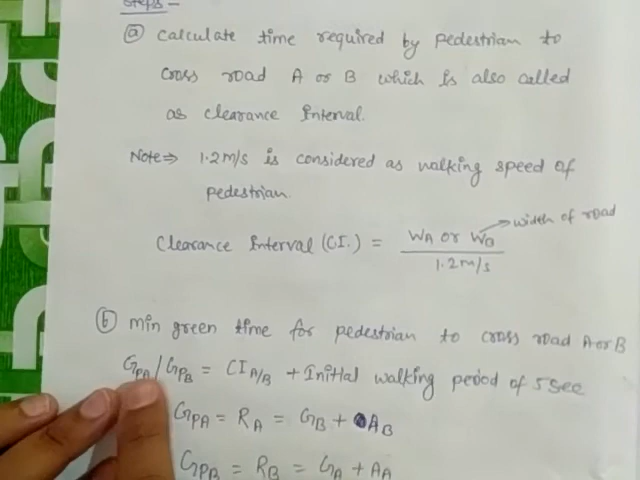 Steps -
ⓐ Calculate time required by pedestrian to
cross road A or B which is also called
as clearance Interval.
Note⇒ 1.2m/s is considered as walking speed of
pedestrian.
→ width of road
Clearance Interval (C.I.) = WA or WB
1.2m/s
ⓑ Min green time for pedestrian to cross road A or B
GPA/GPB = CIA/B + Initial walking period of 5 sec
GPA = RA = GB + AB
GPB = RB = GA + AA